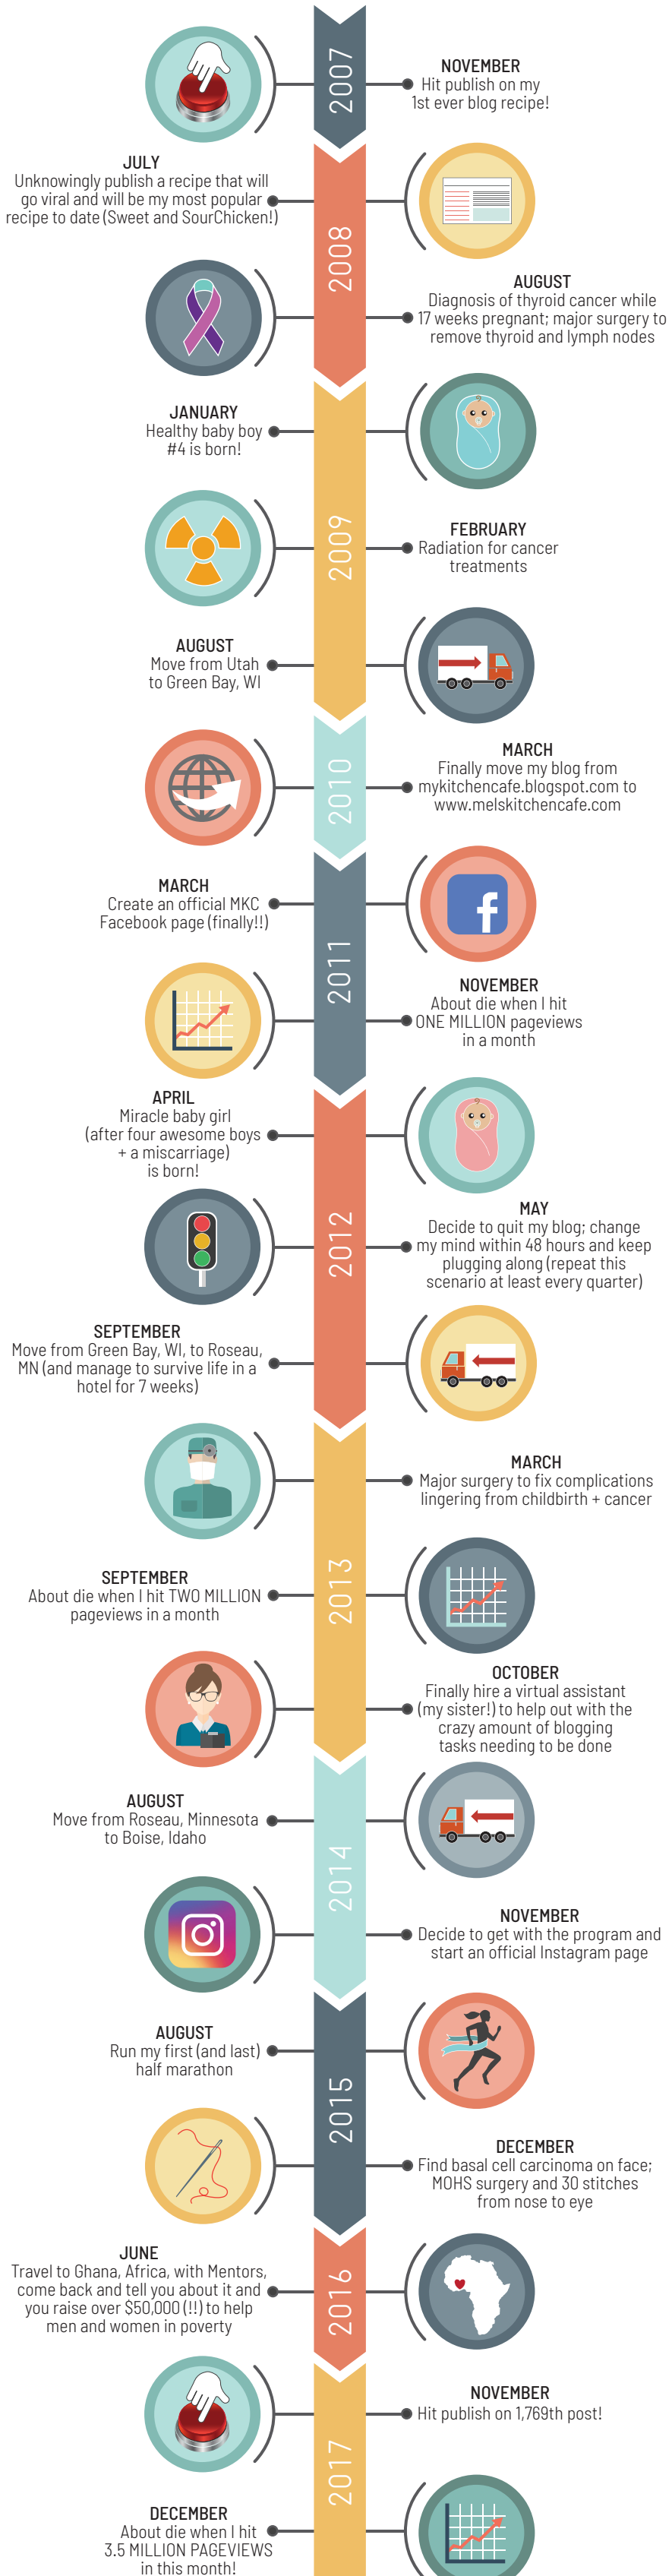 2007
NOVEMBER
Hit publish on my
1st ever blog recipe!
2008
JULY
Unknowingly publish a recipe that will
go viral and will be my most popular
recipe to date (Sweet and SourChicken!)
AUGUST
Diagnosis of thyroid cancer while
17 weeks pregnant; major surgery to
remove thyroid and lymph nodes
2009
JANUARY
Healthy baby boy
#4 is born!
FEBRUARY
Radiation for cancer
treatments
AUGUST
Move from Utah
to Green Bay, WI
2010
MARCH
Finally move my blog from
mykitchencafe.blogspot.com to
www.melskitchencafe.com
2011
MARCH
Create an official MKC
Facebook page (finally!!)
f
NOVEMBER
About die when I hit
ONE MILLION pageviews
in a month
2012
APRIL
Miracle baby girl
(after four awesome boys
+ a miscarriage)
is born!
MAY
Decide to quit my blog; change
my mind within 48 hours and keep
plugging along (repeat this
scenario at least every quarter)
SEPTEMBER
Move from Green Bay, WI, to Roseau,
MN (and manage to survive life in a
hotel for 7 weeks)
2013
MARCH
Major surgery to fix complications
lingering from childbirth + cancer
SEPTEMBER
About die when I hit TWO MILLION
pageviews in a month
OCTOBER
Finally hire a virtual assistant
(my sister!) to help out with the
crazy amount of blogging
tasks needing to be done
2014
AUGUST
Move from Roseau, Minnesota
to Boise, Idaho
NOVEMBER
Decide to get with the program and
start an official Instagram page
2015
AUGUST
Run my first (and last)
half marathon
DECEMBER
Find basal cell carcinoma on face;
MOHS surgery and 30 stitches
from nose to eye
2016
JUNE
Travel to Ghana, Africa, with Mentors,
come back and tell you about it and
you raise over $50,000 (!!) to help
men and women in poverty
2017
NOVEMBER
Hit publish on 1,769th post!
DECEMBER
About die when I hit
3.5 MILLION PAGEVIEWS
in this month!